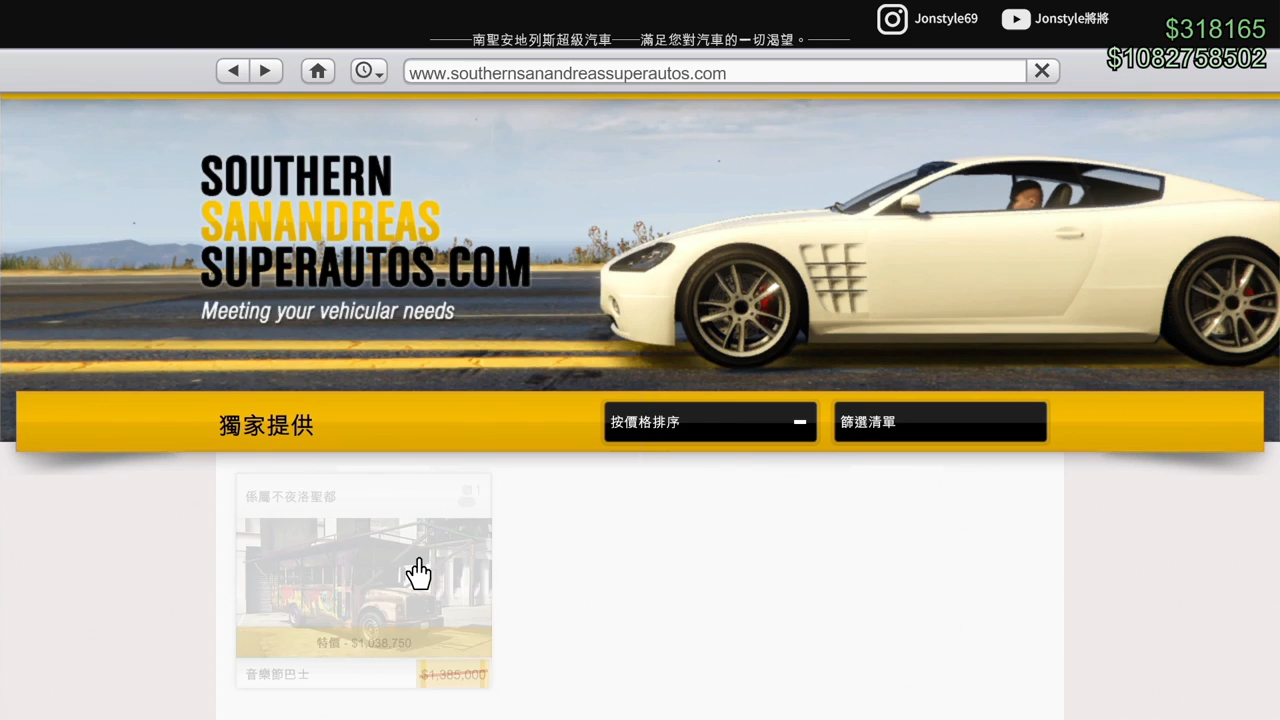 Jonstyle69
Jonstyle將將
$318165
$1082758502
南聖安地列斯超級汽車——滿足您對汽車的一切渴望。
www.southernsanandreassuperautos.com
SOUTHERN
SANANDREAS
SUPERAUTOS.COM
Meeting your vehicular needs
獨家提供
按價格排序
篩選清單
係屬不夜洛聖都
1
特價 - $1,038,750
音樂節巴士
$1,385,000